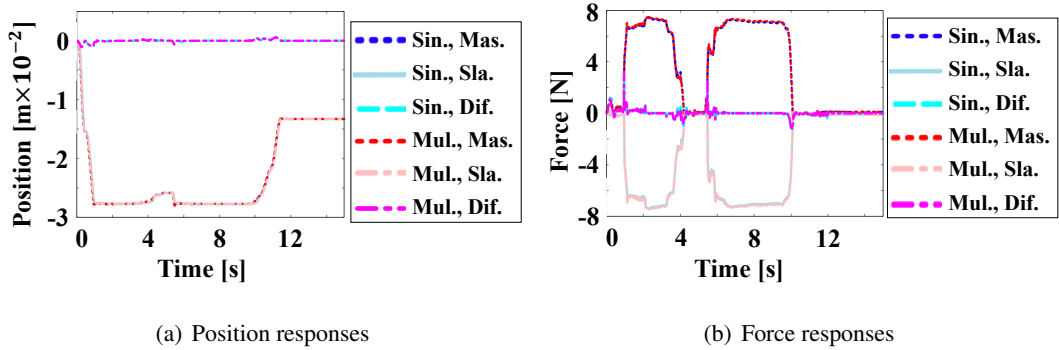 Position [m×10⁻²]
0
-1
-2
-3
0
4
8
12
Time [s]
Sin., Mas.
Sin., Sla.
Sin., Dif.
Mul., Mas.
Mul., Sla.
Mul., Dif.
(a) Position responses
Force [N]
8
4
0
-4
-8
0
4
8
12
Time [s]
Sin., Mas.
Sin., Sla.
Sin., Dif.
Mul., Mas.
Mul., Sla.
Mul., Dif.
(b) Force responses